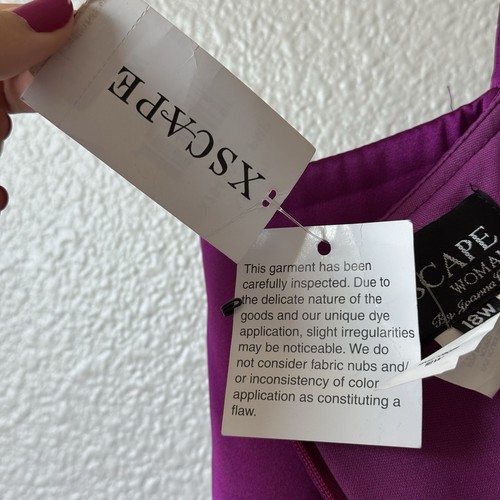 XSCAPE
This garment has been
carefully inspected. Due to
the delicate nature of the
goods and our unique dye
application, slight irregularities
may be noticeable. We do
not consider fabric nubs and/
or inconsistency of color
application as constituting a
flaw.
SCAPE
WOMA
By Joanna
18W